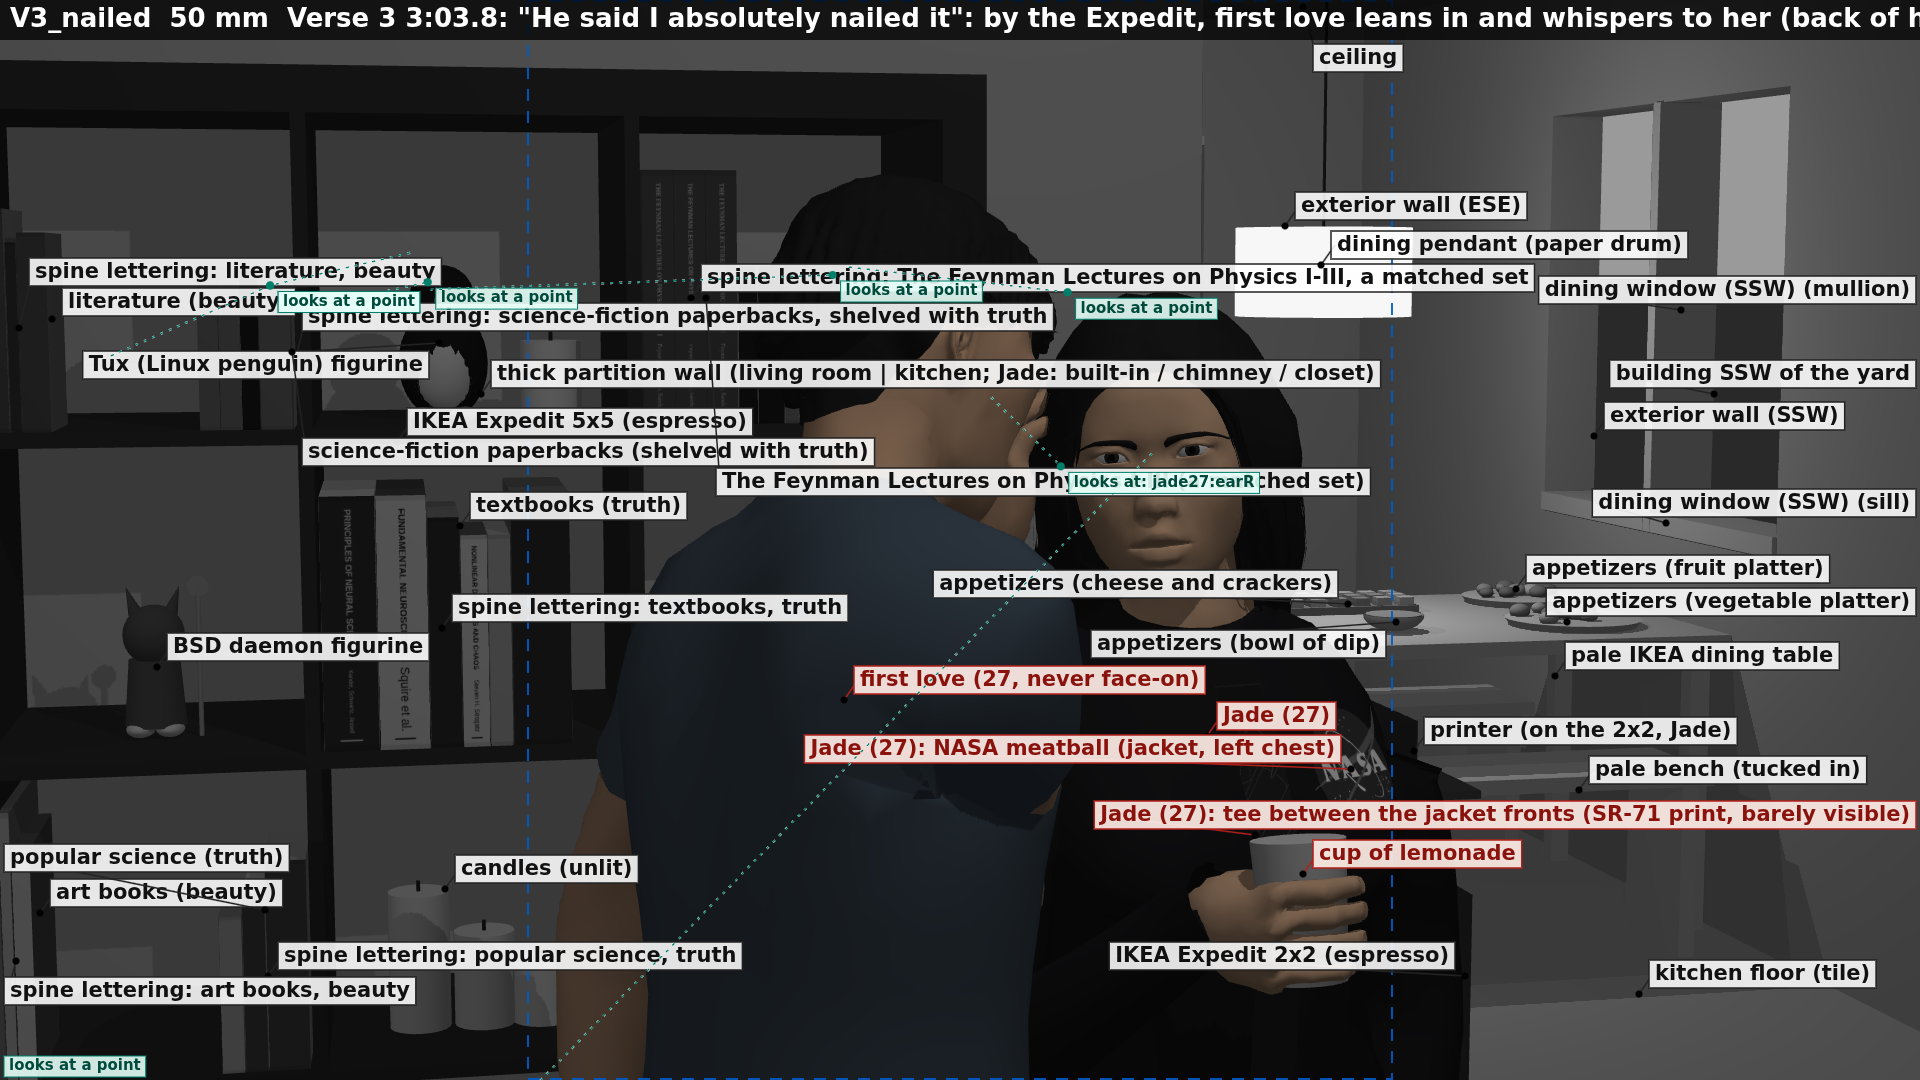 V3_nailed 50 mm Verse 3 3:03.8: "He said I absolutely nailed it": by the Expedit, first love leans in and whispers to her (back of h
ceiling
exterior wall (ESE)
dining pendant (paper drum)
spine lettering: literature, beauty
spine lettering: The Feynman Lectures on Physics I-III, a matched set
dining window (SSW) (mullion)
literature (beauty
looks at a point
looks at a point
looks at a point
looks at a point
spine lettering: science-fiction paperbacks, shelved with truth
Tux (Linux penguin) figurine
thick partition wall (living room | kitchen; Jade: built-in / chimney / closet)
building SSW of the yard
IKEA Expedit 5x5 (espresso)
exterior wall (SSW)
science-fiction paperbacks (shelved with truth)
The Feynman Lectures on Phy
looks at: jade27:earR
ched set)
textbooks (truth)
dining window (SSW) (sill)
PRINCIPLES OF NEURAL SC
FUNDAMENTAL NEUROSC
Squire et al.
appetizers (cheese and crackers)
appetizers (fruit platter)
spine lettering: textbooks, truth
appetizers (vegetable platter)
BSD daemon figurine
appetizers (bowl of dip)
pale IKEA dining table
first love (27, never face-on)
Jade (27)
printer (on the 2x2, Jade)
Jade (27): NASA meatball (jacket, left chest)
NASA
pale bench (tucked in)
Jade (27): tee between the jacket fronts (SR-71 print, barely visible)
popular science (truth)
cup of lemonade
candles (unlit)
art books (beauty)
spine lettering: popular science, truth
IKEA Expedit 2x2 (espresso)
kitchen floor (tile)
spine lettering: art books, beauty
looks at a point